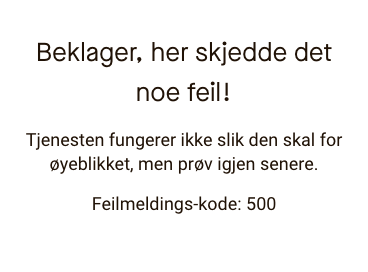 Beklager, her skjedde det
noe feil!
Tjenesten fungerer ikke slik den skal for
øyeblikket, men prøv igjen senere.
Feilmeldings-kode: 500